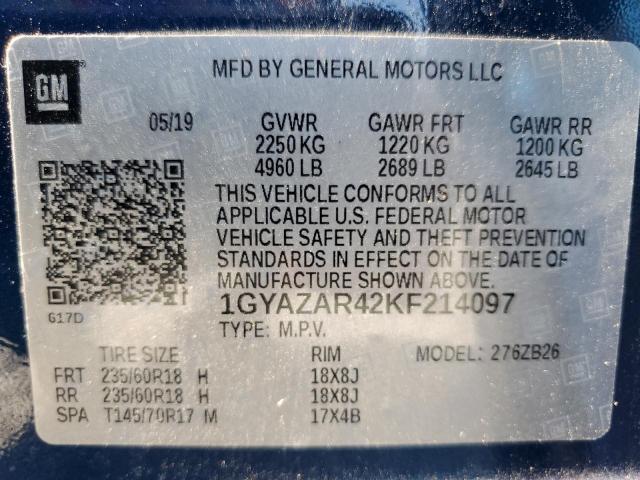 GM
MFD BY GENERAL MOTORS LLC
05/19 GVWR GAWR FRT GAWR RR
2250 KG 1220 KG 1200 KG
4960 LB 2689 LB 2645 LB
THIS VEHICLE CONFORMS TO ALL
APPLICABLE U.S. FEDERAL MOTOR
VEHICLE SAFETY AND THEFT PREVENTION
STANDARDS IN EFFECT ON THE DATE OF
MANUFACTURE SHOWN ABOVE.
1GYAZAR42KF214097
G17D
TYPE: M.P.V.
TIRE SIZE RIM MODEL: 276ZB26
FRT 235/60R18 H 18X8J
RR 235/60R18 H 18X8J
SPA T145/70R17 M 17X4B